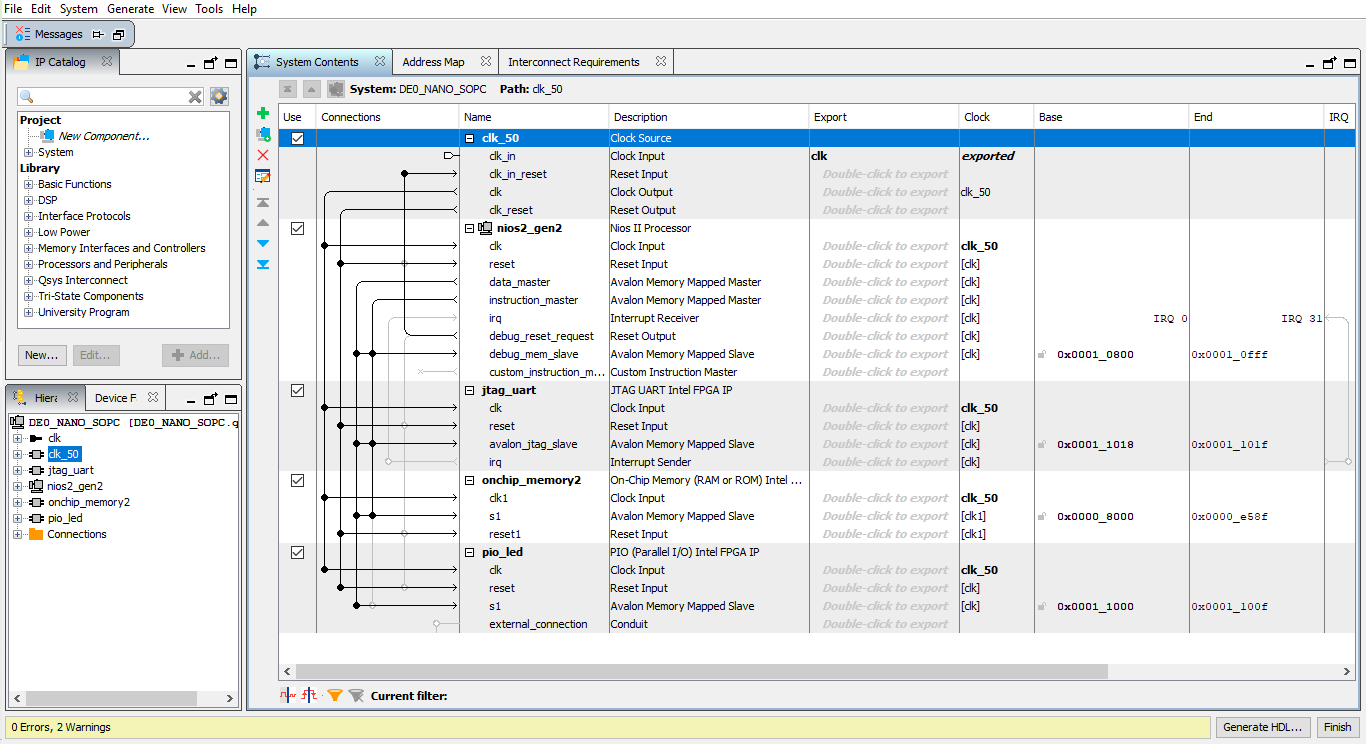 File Edit System Generate View Tools Help
Messages
IP Catalog
Project
New Component...
System
Library
Basic Functions
DSP
Interface Protocols
Low Power
Memory Interfaces and Controllers
Processors and Peripherals
Qsys Interconnect
Tri-State Components
University Program
New... Edit... Add...
Hiera Device F
DE0_NANO_SOPC [DE0_NANO_SOPC.q
clk
clk_50
jtag_uart
nios2_gen2
onchip_memory2
pio_led
Connections
System Contents Address Map Interconnect Requirements
System: DE0_NANO_SOPC Path: clk_50
Use Connections Name Description Export Clock Base End IRQ
clk_50 Clock Source
clk_in Clock Input clk exported
clk_in_reset Reset Input Double-click to export
clk Clock Output Double-click to export clk_50
clk_reset Reset Output Double-click to export
nios2_gen2 Nios II Processor
clk Clock Input Double-click to export clk_50
reset Reset Input Double-click to export [clk]
data_master Avalon Memory Mapped Master Double-click to export [clk]
instruction_master Avalon Memory Mapped Master Double-click to export [clk]
irq Interrupt Receiver Double-click to export [clk] IRQ 0 IRQ 31
debug_reset_request Reset Output Double-click to export [clk]
debug_mem_slave Avalon Memory Mapped Slave Double-click to export [clk] 0x0001_0800 0x0001_0fff
custom_instruction_m... Custom Instruction Master Double-click to export
jtag_uart JTAG UART Intel FPGA IP
clk Clock Input Double-click to export clk_50
reset Reset Input Double-click to export [clk]
avalon_jtag_slave Avalon Memory Mapped Slave Double-click to export [clk] 0x0001_1018 0x0001_101f
irq Interrupt Sender Double-click to export [clk]
onchip_memory2 On-Chip Memory (RAM or ROM) Intel ...
clk1 Clock Input Double-click to export clk_50
s1 Avalon Memory Mapped Slave Double-click to export [clk1] 0x0000_8000 0x0000_e58f
reset1 Reset Input Double-click to export [clk1]
pio_led PIO (Parallel I/O) Intel FPGA IP
clk Clock Input Double-click to export clk_50
reset Reset Input Double-click to export [clk]
s1 Avalon Memory Mapped Slave Double-click to export [clk] 0x0001_1000 0x0001_100f
external_connection Conduit Double-click to export
Current filter:
0 Errors, 2 Warnings Generate HDL... Finish